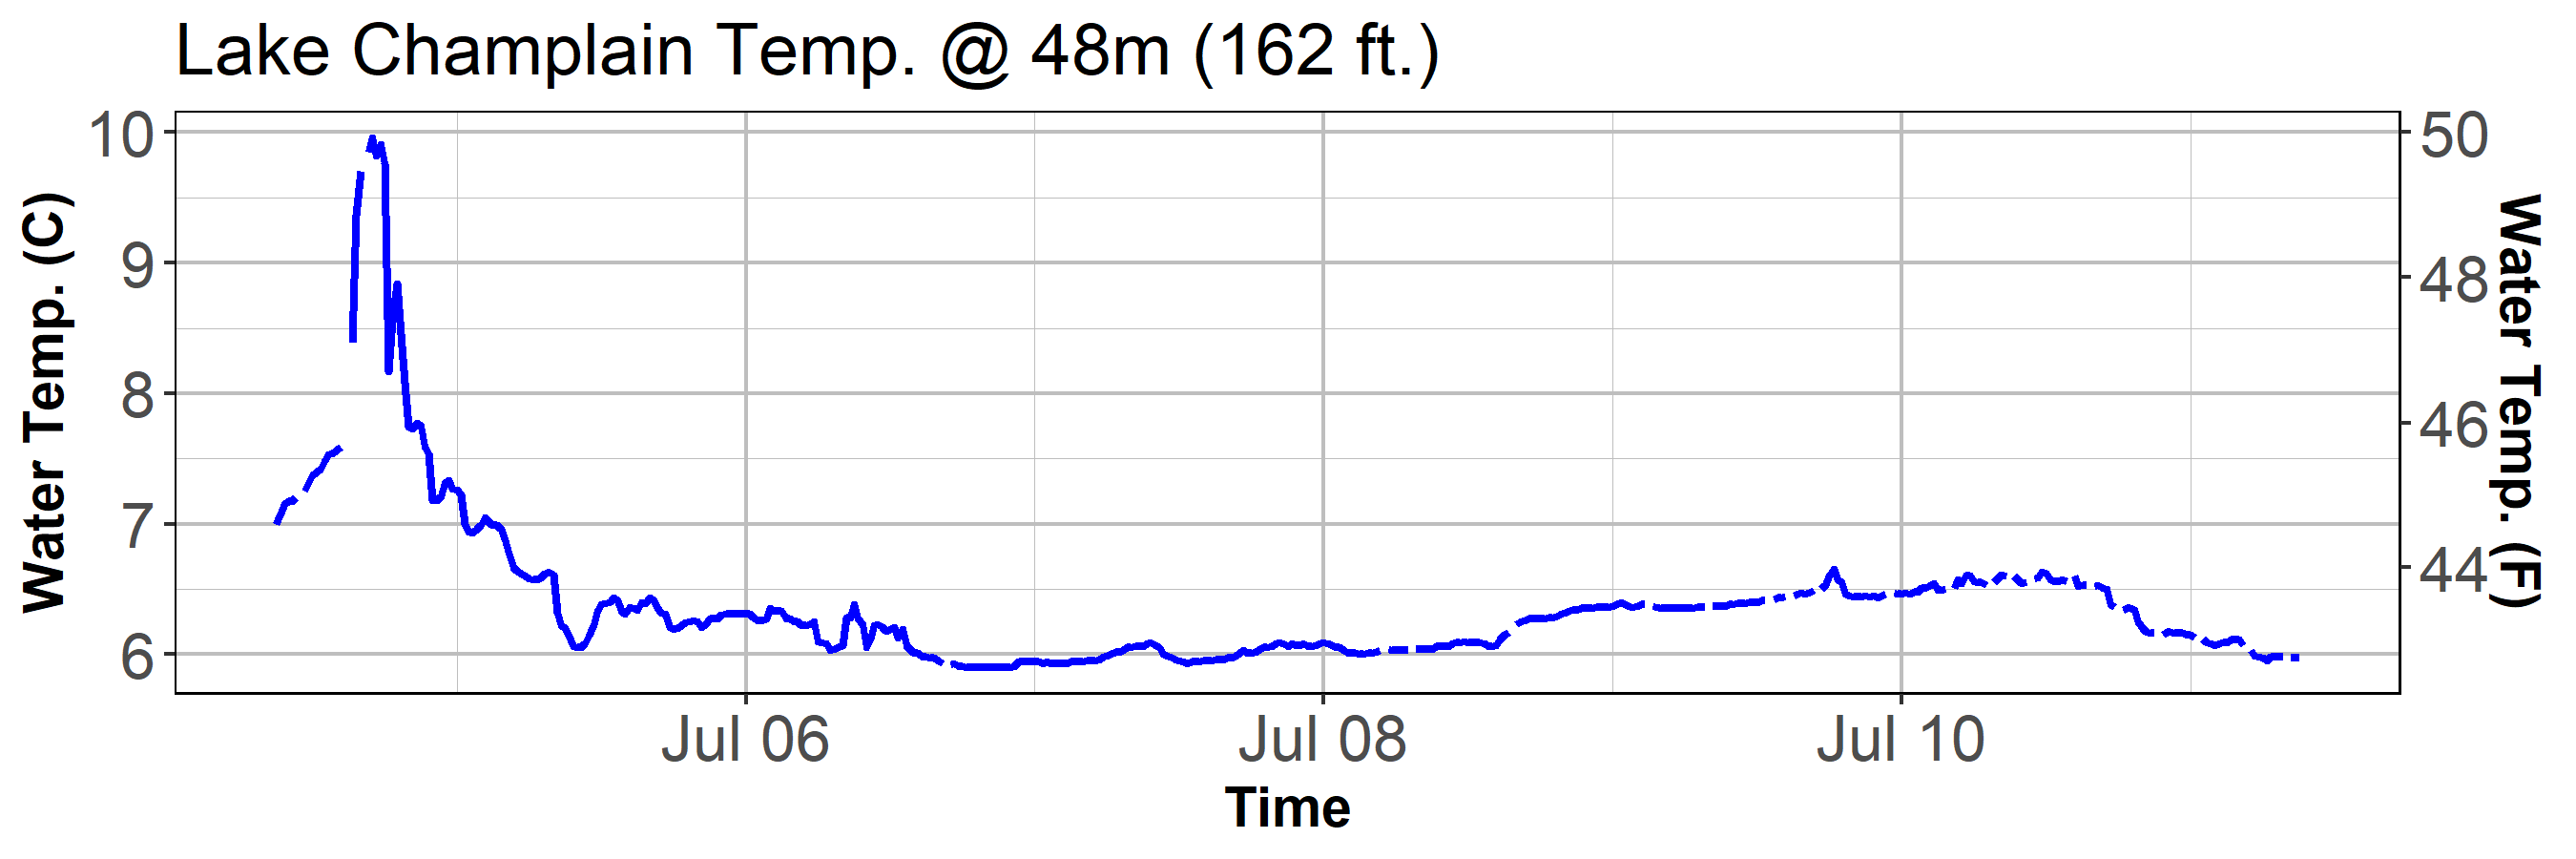 Lake Champlain Temp. @ 48m (162 ft.)
Water Temp. (C)
10
9
8
7
6
50
48
46
44
Water Temp. (F)
Jul 06 Jul 08 Jul 10
Time